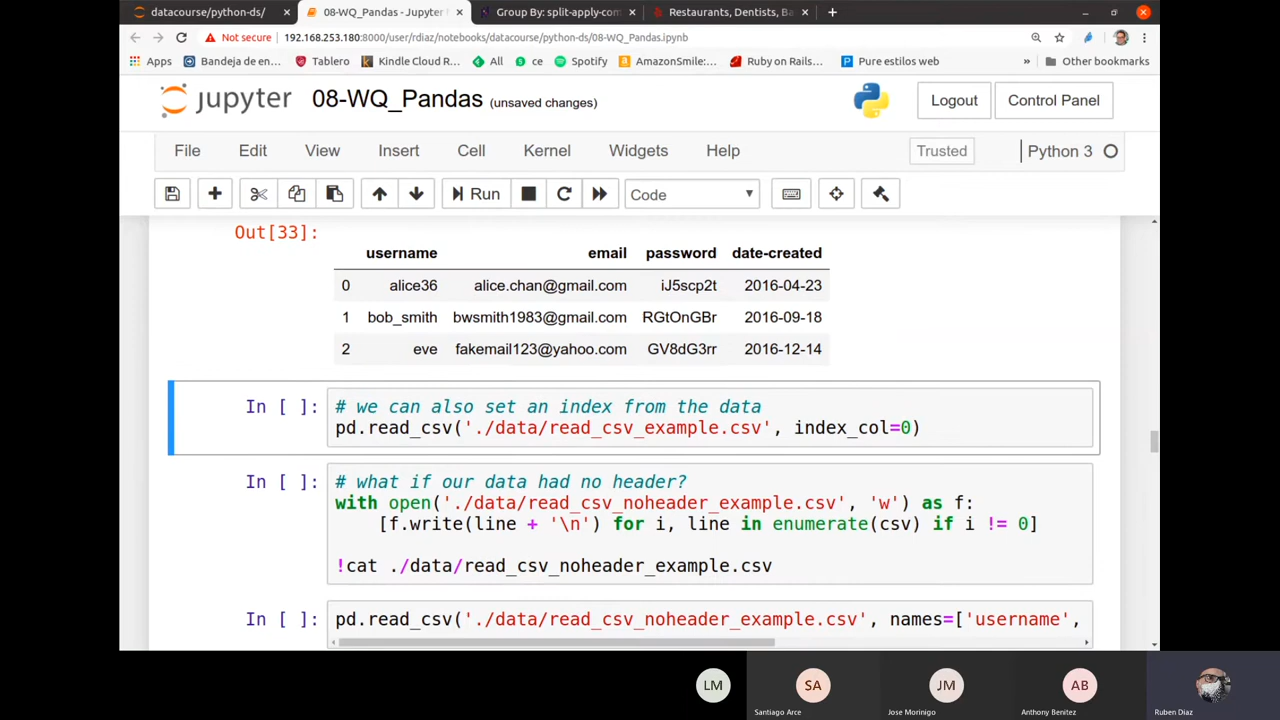 datacourse/python-ds/
08-WQ_Pandas - Jupyter
Group By: split-apply-com
Restaurants, Dentists, Ba
Not secure
192.168.253.180:8000/user/rdiaz/notebooks/datacourse/python-ds/08-WQ_Pandas.ipynb
Apps
Bandeja de en...
Tablero
Kindle Cloud R...
All
ce
Spotify
AmazonSmile:...
Ruby on Rails...
Pure estilos web
»
Other bookmarks
jupyter
08-WQ_Pandas (unsaved changes)
Logout
Control Panel
File Edit View Insert Cell Kernel Widgets Help
Trusted
Python 3
Run
Code
Out[33]:
username email password date-created
0 alice36 alice.chan@gmail.com iJ5scp2t 2016-04-23
1 bob_smith bwsmith1983@gmail.com RGtOnGBr 2016-09-18
2 eve fakemail123@yahoo.com GV8dG3rr 2016-12-14
In [ ]: # we can also set an index from the data
pd.read_csv('./data/read_csv_example.csv', index_col=0)
In [ ]: # what if our data had no header?
with open('./data/read_csv_noheader_example.csv', 'w') as f:
[f.write(line + '\n') for i, line in enumerate(csv) if i != 0]
!cat ./data/read_csv_noheader_example.csv
In [ ]: pd.read_csv('./data/read_csv_noheader_example.csv', names=['username',
LM
SA
JM
AB
Santiago Arce
Jose Morinigo
Anthony Benitez
Ruben Diaz